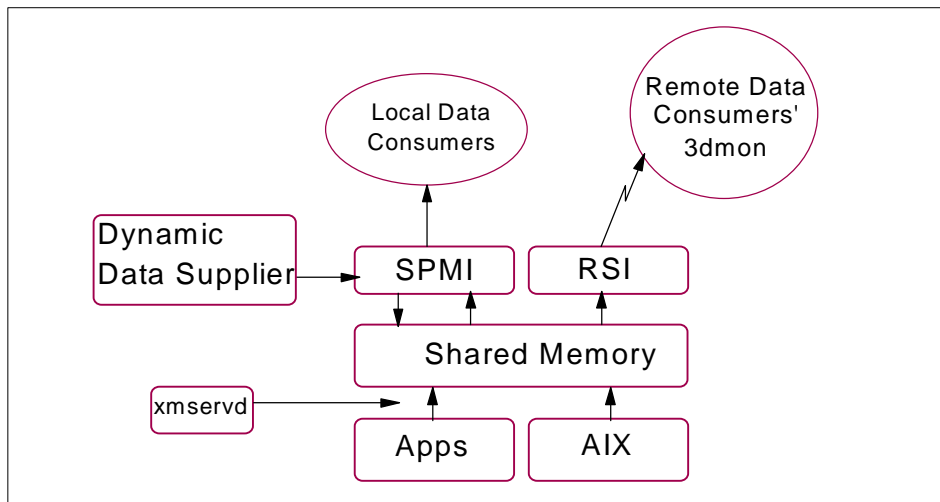 Local Data
Consumers
Remote Data
Consumers'
3dmon
Dynamic
Data Supplier
SPMI
RSI
Shared Memory
xmservd
Apps
AIX